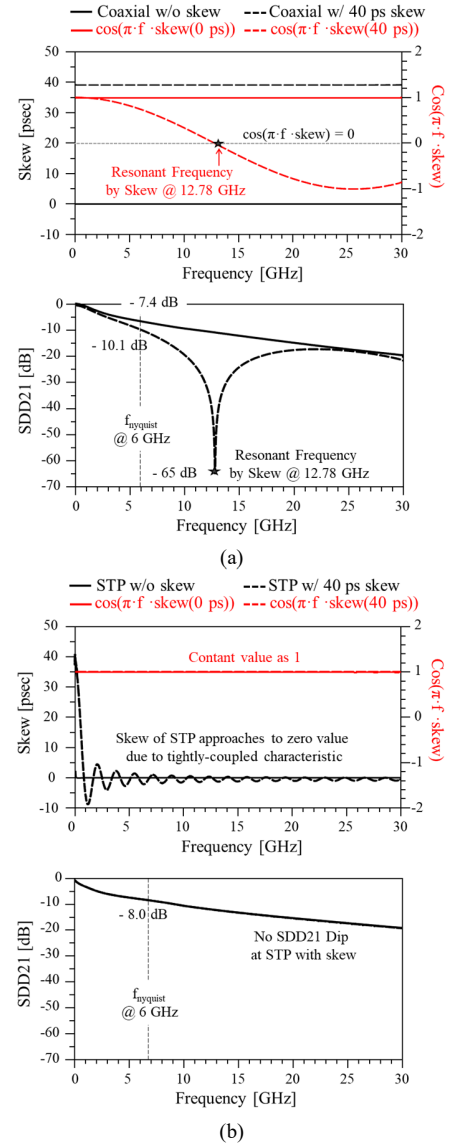 Coaxial w/o skew
Coaxial w/ 40 ps skew
cos(π·f ·skew(0 ps))
cos(π·f ·skew(40 ps))
50
40
30
20
10
0
-10
Skew [psec]
2
1
0
-1
-2
Cos(π·f ·skew)
cos(π·f ·skew) = 0
Resonant Frequency
by Skew @ 12.78 GHz
0
5
10
15
20
25
30
Frequency [GHz]
0
-10
-20
-30
-40
-50
-60
-70
SDD21 [dB]
- 7.4 dB
- 10.1 dB
fnyquist
@ 6 GHz
- 65 dB
Resonant Frequency
by Skew @ 12.78 GHz
0
5
10
15
20
25
30
Frequency [GHz]
(a)
STP w/o skew
STP w/ 40 ps skew
cos(π·f ·skew(0 ps))
cos(π·f ·skew(40 ps))
50
40
30
20
10
0
-10
Skew [psec]
2
1
0
-1
-2
Cos(π·f ·skew)
Contant value as 1
Skew of STP approaches to zero value
due to tightly-coupled characteristic
0
5
10
15
20
25
30
Frequency [GHz]
0
-10
-20
-30
-40
-50
-60
-70
SDD21 [dB]
- 8.0 dB
No SDD21 Dip
at STP with skew
fnyquist
@ 6 GHz
0
5
10
15
20
25
30
Frequency [GHz]
(b)